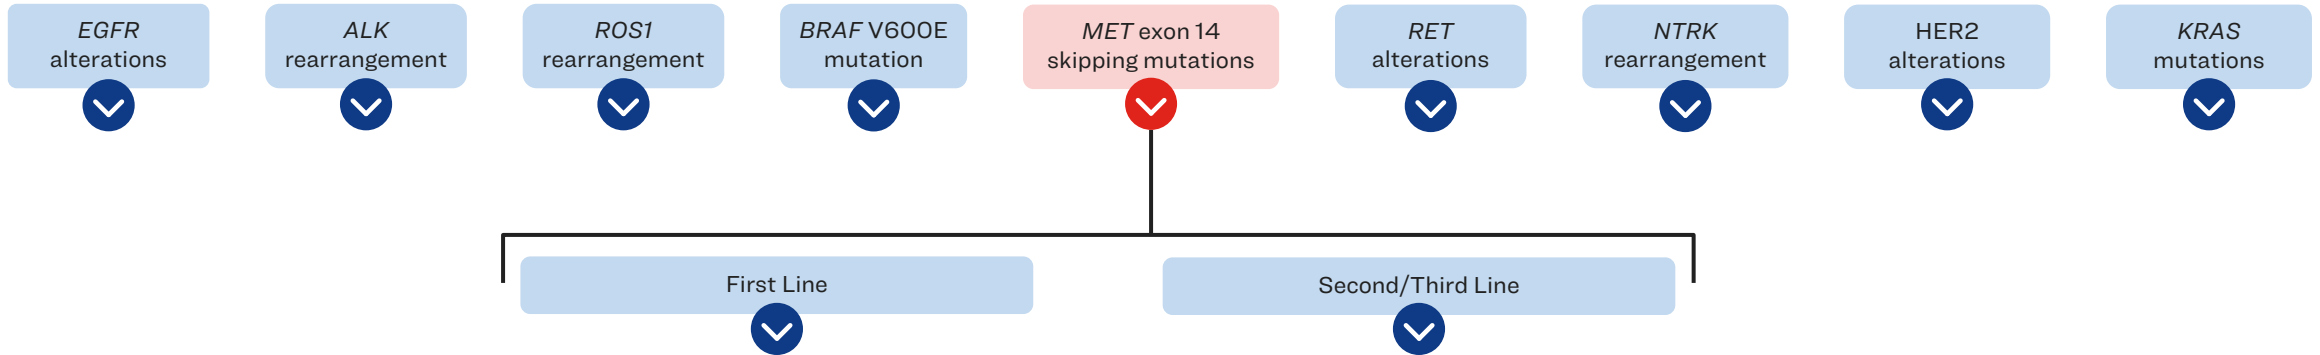 EGFR
alterations
ALK
rearrangement
ROS1
rearrangement
BRAF V600E
mutation
MET exon 14
skipping mutations
RET
alterations
NTRK
rearrangement
HER2
alterations
KRAS
mutations
First Line
Second/Third Line